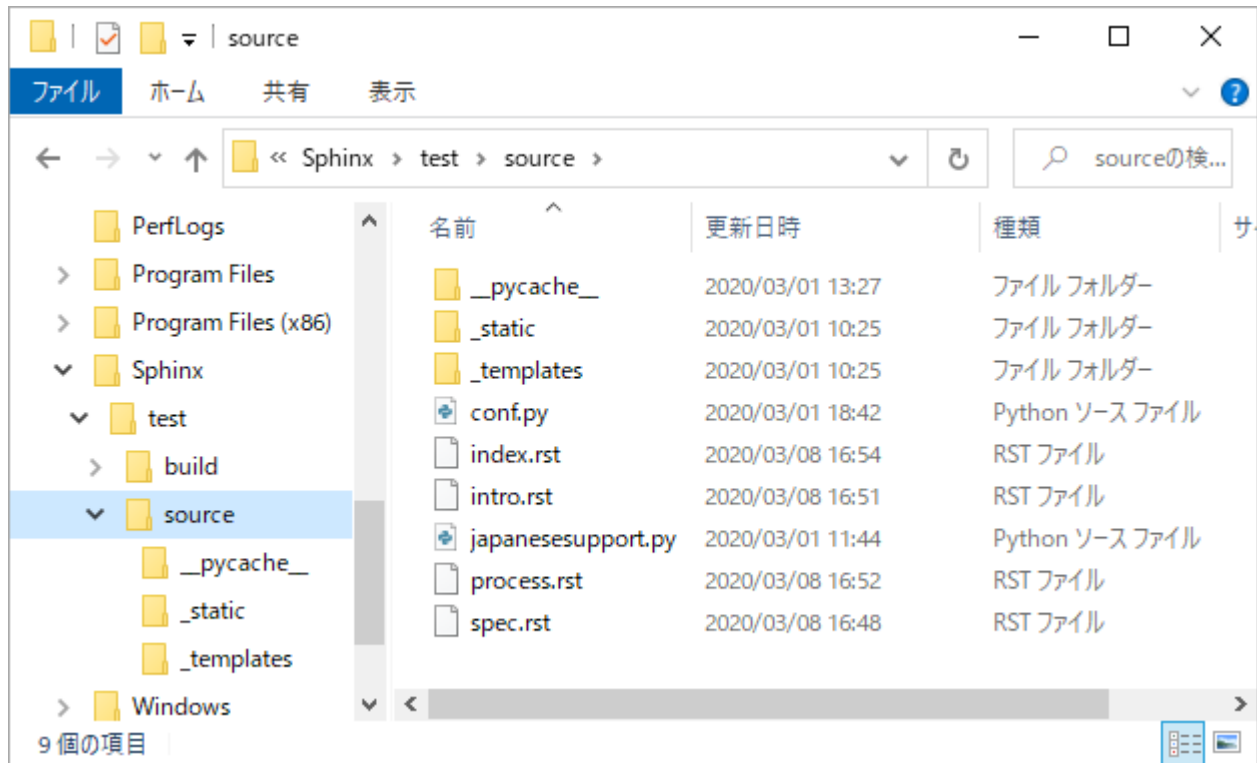 source
ファイル ホーム 共有 表示
« Sphinx › test › source › sourceの検...
PerfLogs
Program Files
Program Files (x86)
Sphinx
test
build
source
__pycache__
_static
_templates
Windows
名前 更新日時 種類 サ
__pycache__ 2020/03/01 13:27 ファイル フォルダー
_static 2020/03/01 10:25 ファイル フォルダー
_templates 2020/03/01 10:25 ファイル フォルダー
conf.py 2020/03/01 18:42 Python ソース ファイル
index.rst 2020/03/08 16:54 RST ファイル
intro.rst 2020/03/08 16:51 RST ファイル
japanesesupport.py 2020/03/01 11:44 Python ソース ファイル
process.rst 2020/03/08 16:52 RST ファイル
spec.rst 2020/03/08 16:48 RST ファイル
9 個の項目